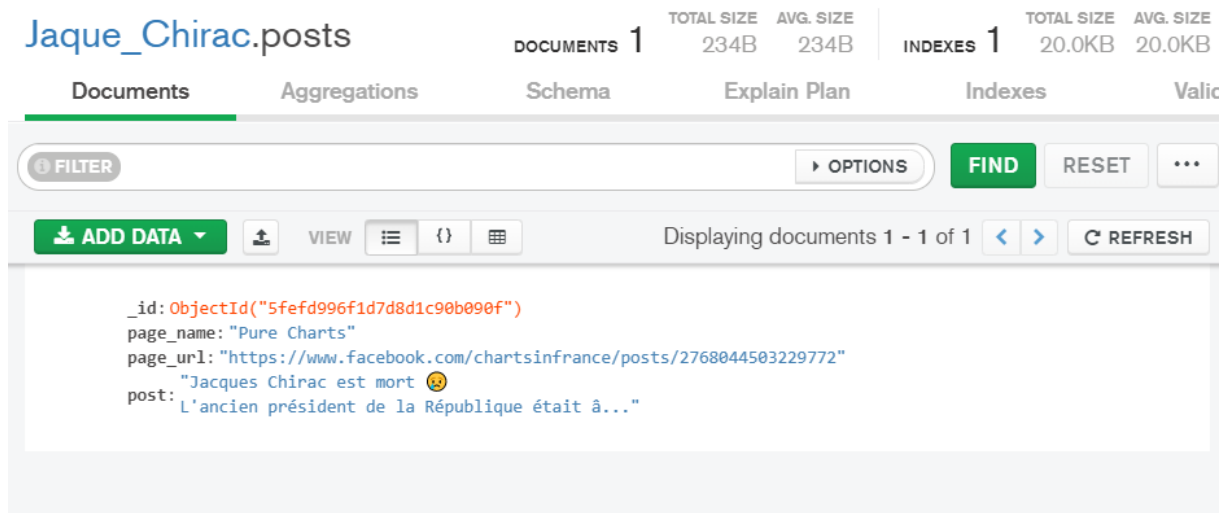 Jaque_Chirac.posts DOCUMENTS 1 TOTAL SIZE 234B AVG. SIZE 234B INDEXES 1 TOTAL SIZE 20.0KB AVG. SIZE 20.0KB
Documents Aggregations Schema Explain Plan Indexes
FILTER OPTIONS FIND RESET ...
ADD DATA VIEW {} Displaying documents 1 - 1 of 1 < > REFRESH
_id: ObjectId("5fefd996f1d7d8d1c90b090f")
page_name: "Pure Charts"
page_url: "https://www.facebook.com/chartsinfrance/posts/2768044503229772"
post: "Jacques Chirac est mort 😢
L'ancien président de la République était â..."